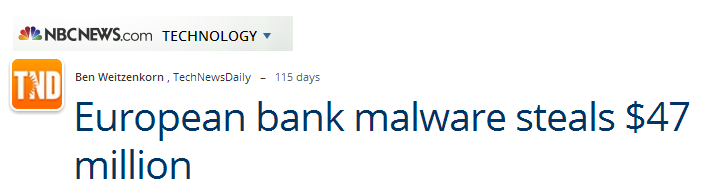 NBCNEWS.com TECHNOLOGY
TND
Ben Weitzenkorn , TechNewsDaily – 115 days
European bank malware steals $47
million